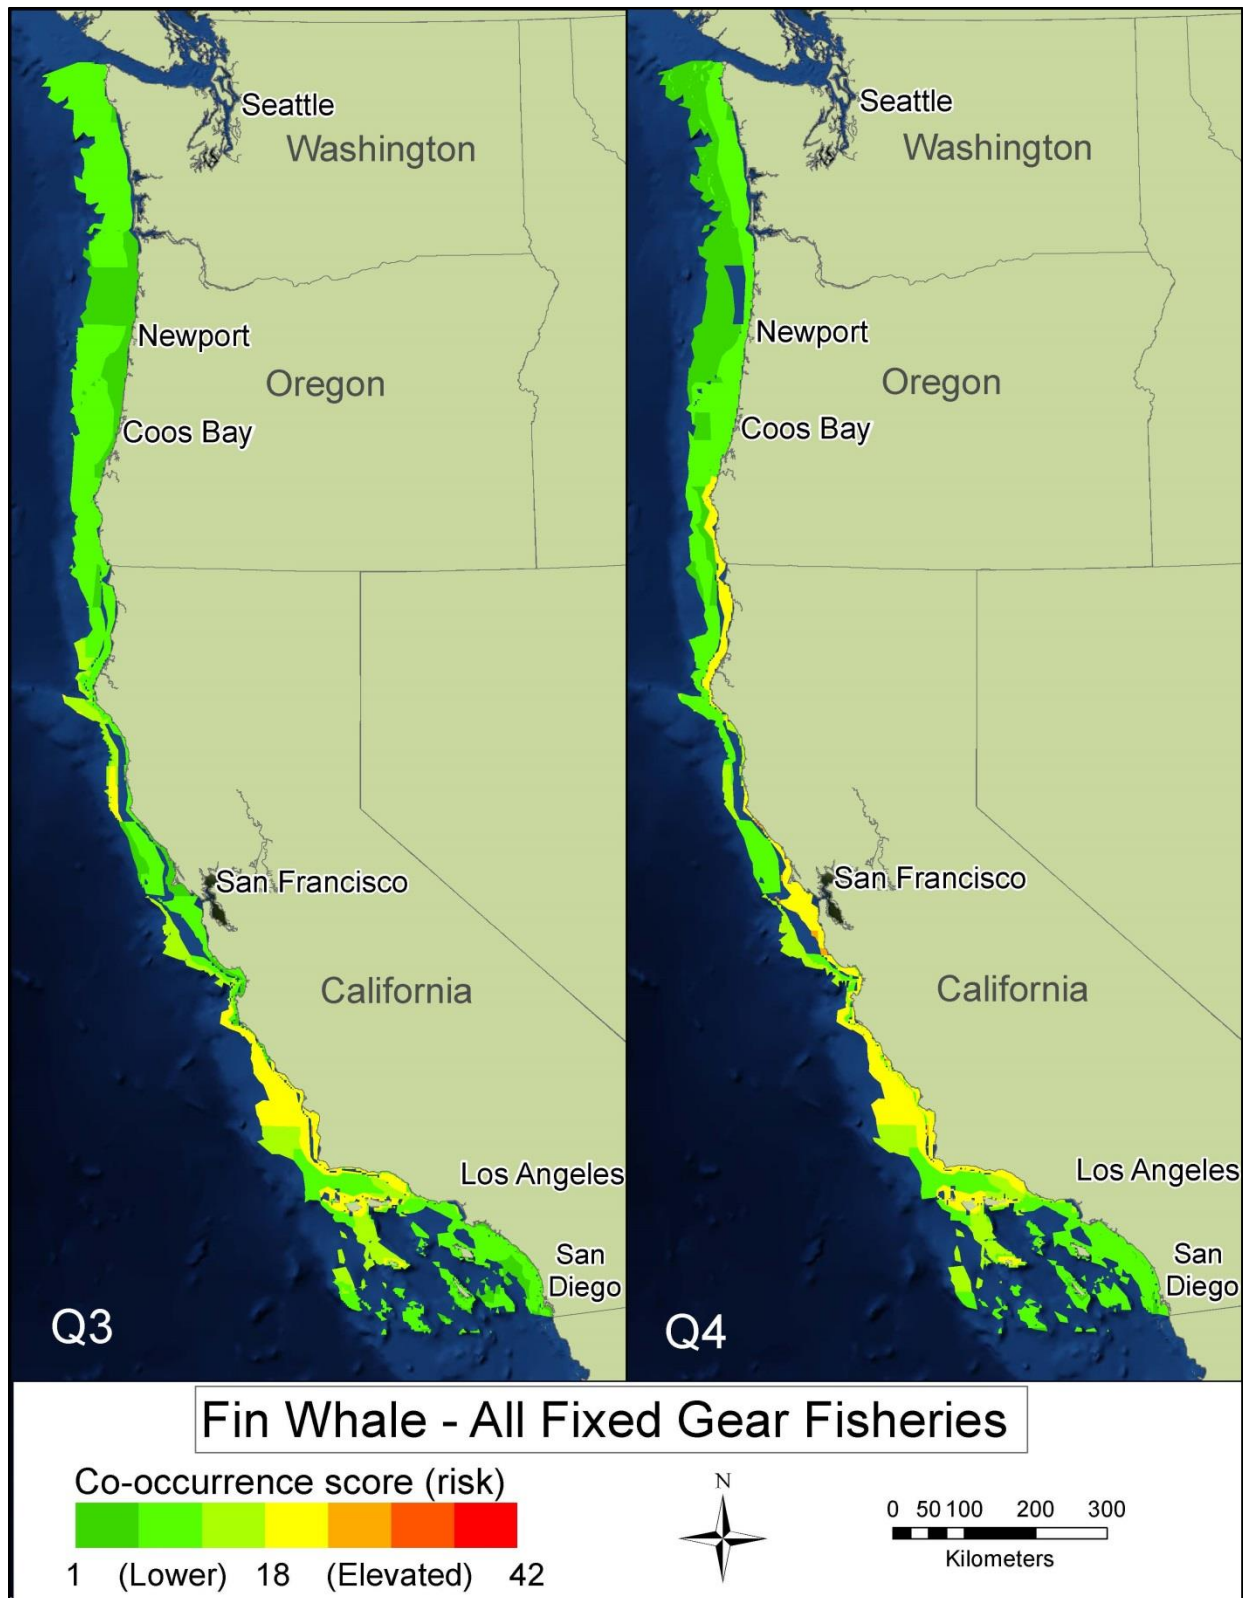 Seattle
Washington
Newport
Oregon
Coos Bay
San Francisco
California
Los Angeles
San
Diego
Q3
Seattle
Washington
Newport
Oregon
Coos Bay
San Francisco
California
Los Angeles
San
Diego
Q4
Fin Whale - All Fixed Gear Fisheries
Co-occurrence score (risk)
1 (Lower) 18 (Elevated) 42
N
0 50 100 200 300
Kilometers